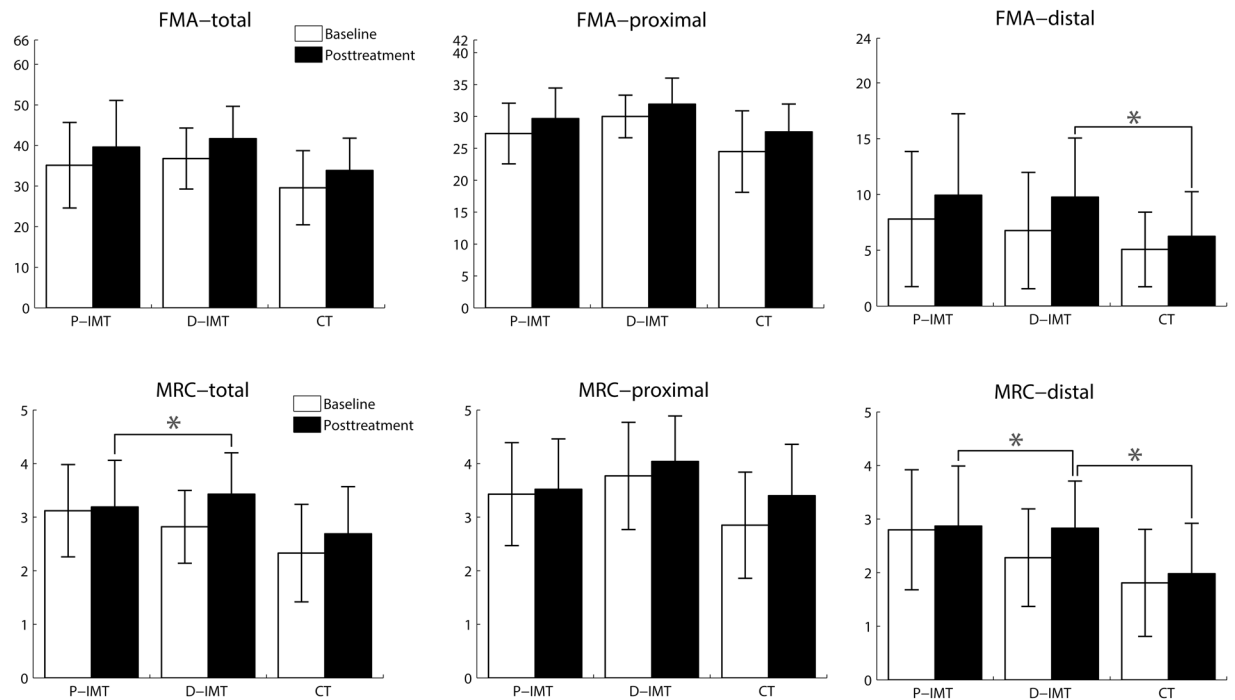 FMA–total
Baseline
Posttreatment
66
60
50
40
30
20
10
0
P–IMT D–IMT CT
FMA–proximal
42
40
35
30
25
20
15
10
5
0
P–IMT D–IMT CT
FMA–distal
24
20
15
10
5
0
*
P–IMT D–IMT CT
MRC–total
Baseline
Posttreatment
5
4
3
2
1
0
*
P–IMT D–IMT CT
MRC–proximal
5
4
3
2
1
0
P–IMT D–IMT CT
MRC–distal
5
4
3
2
1
0
* *
P–IMT D–IMT CT